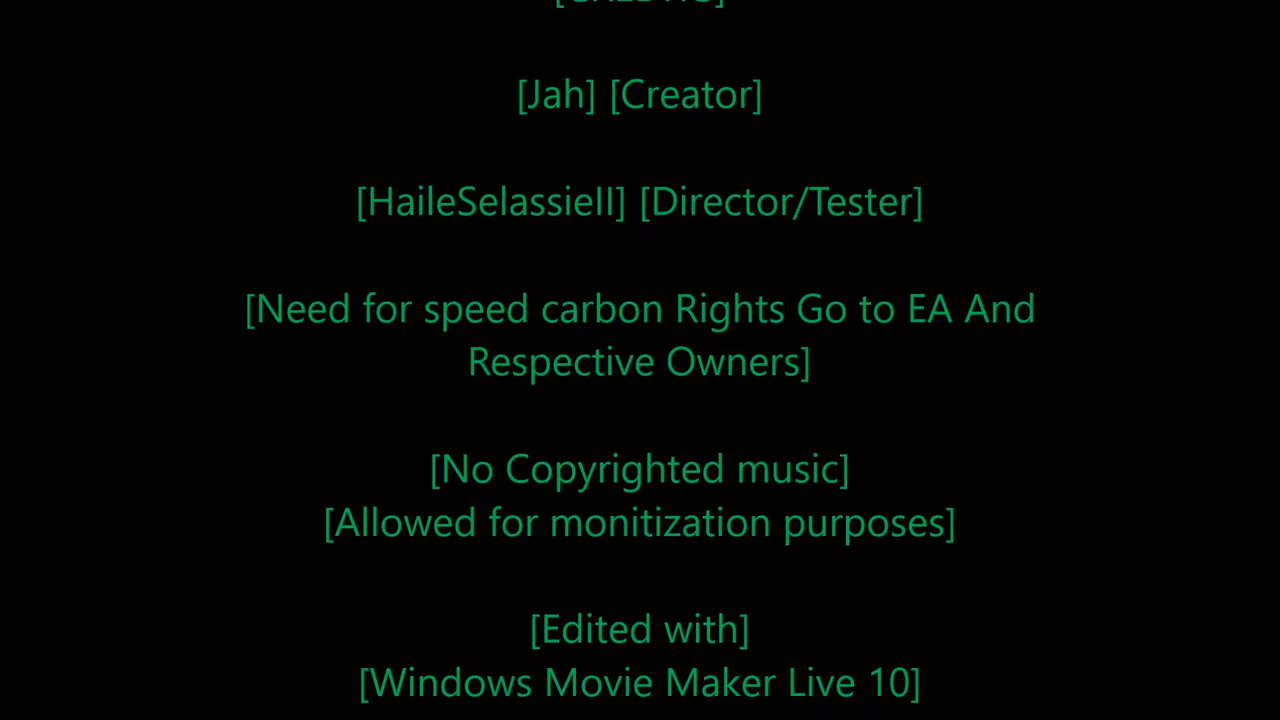 [CREDITS]
[Jah] [Creator]
[HaileSelassieII] [Director/Tester]
[Need for speed carbon Rights Go to EA And
Respective Owners]
[No Copyrighted music]
[Allowed for monitization purposes]
[Edited with]
[Windows Movie Maker Live 10]